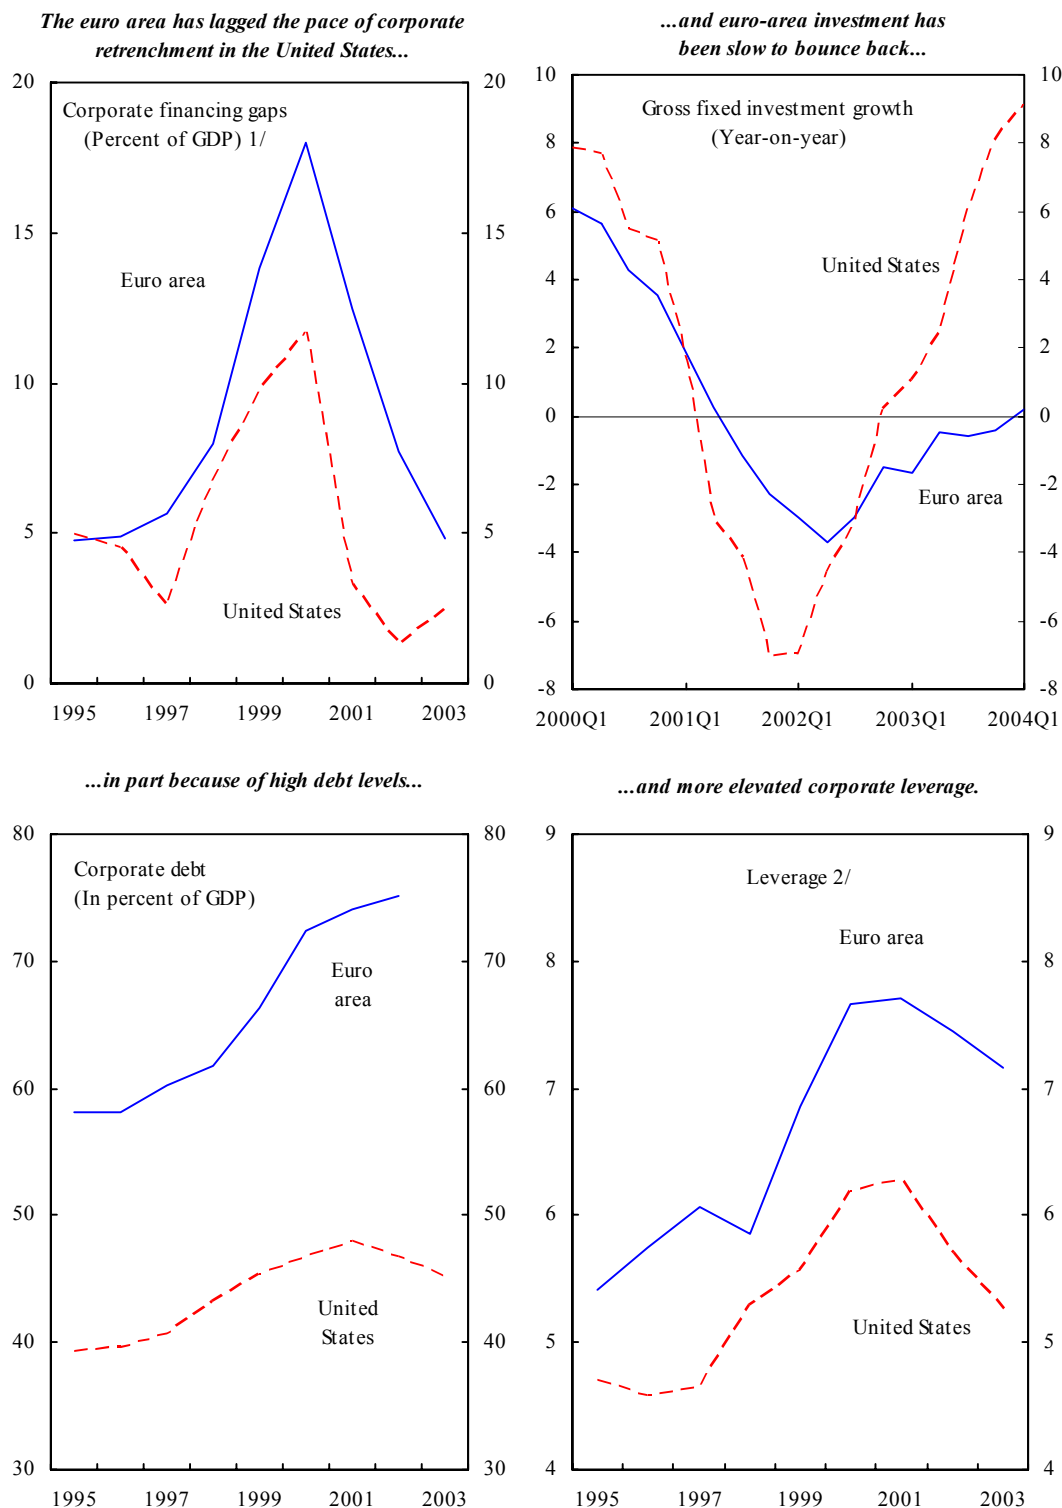 The euro area has lagged the pace of corporate
retrenchment in the United States...
20
20
Corporate financing gaps
(Percent of GDP) 1/
15
15
Euro area
10
10
5
5
United States
0
0
1995 1997 1999 2001 2003
...and euro-area investment has
been slow to bounce back...
10
10
Gross fixed investment growth
(Year-on-year)
8
8
6
6
United States
4
4
2
2
0
0
Euro area
-2
-2
-4
-4
-6
-6
-8
-8
2000Q1 2001Q1 2002Q1 2003Q1 2004Q1
...in part because of high debt levels...
80
80
Corporate debt
(In percent of GDP)
70
70
Euro
area
60
60
50
50
United
States
40
40
30
30
1995 1997 1999 2001 2003
...and more elevated corporate leverage.
9
9
Leverage 2/
Euro area
8
8
7
7
6
6
United States
5
5
4
4
1995 1997 1999 2001 2003